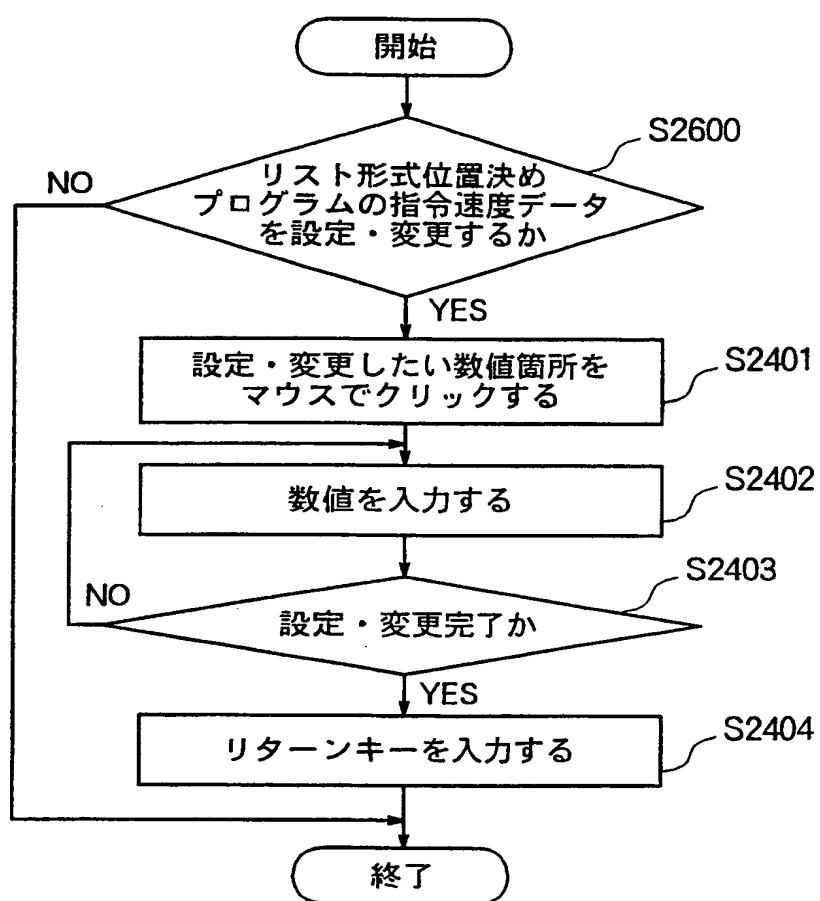 開始
S2600
NO
リスト形式位置決め
プログラムの指令速度データ
を設定・変更するか
YES
設定・変更したい数値箇所を
マウスでクリックする
S2401
数値を入力する
S2402
S2403
NO
設定・変更完了か
YES
リターンキーを入力する
S2404
終了